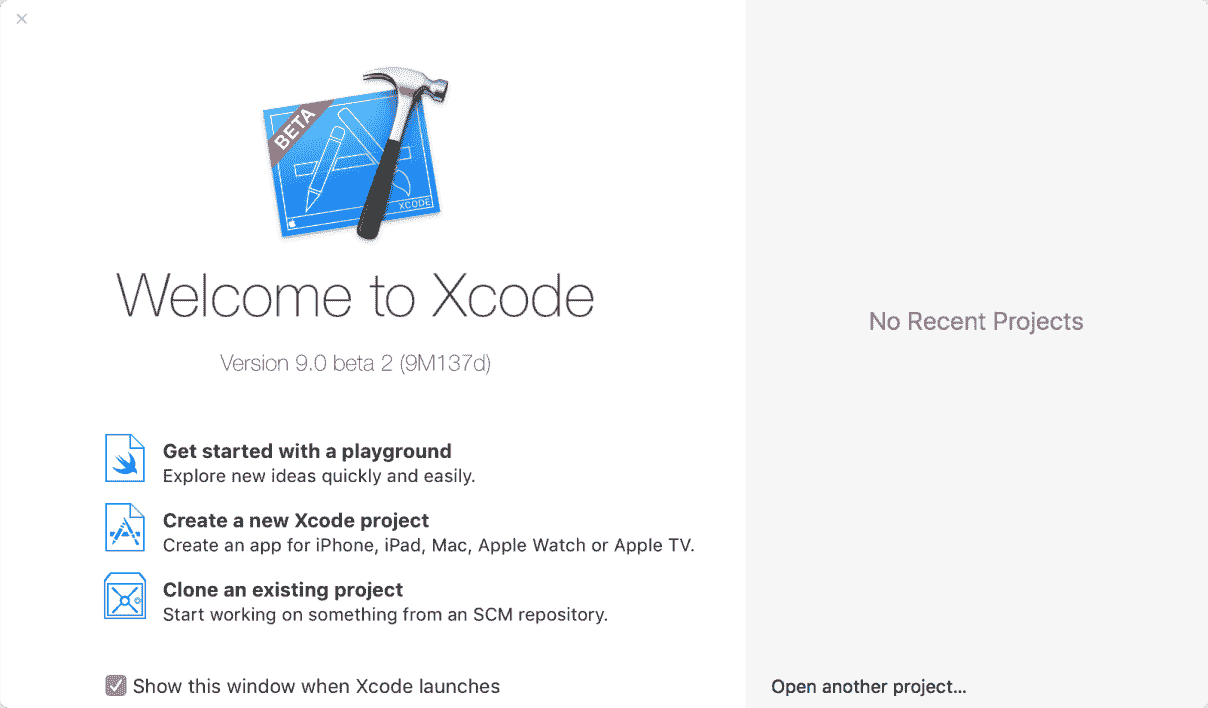 BETA
XCODE
Welcome to Xcode
Version 9.0 beta 2 (9M137d)
Get started with a playground
Explore new ideas quickly and easily.
Create a new Xcode project
Create an app for iPhone, iPad, Mac, Apple Watch or Apple TV.
Clone an existing project
Start working on something from an SCM repository.
Show this window when Xcode launches
No Recent Projects
Open another project...